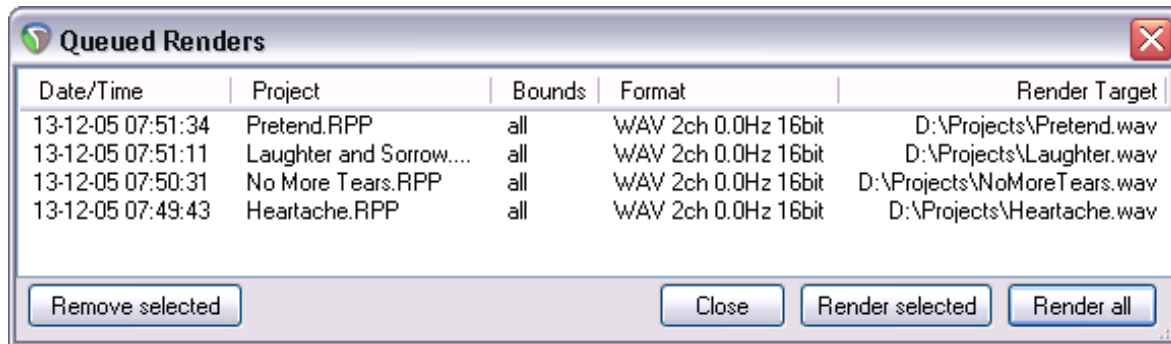 Queued Renders
Date/Time Project Bounds Format Render Target
13-12-05 07:51:34 Pretend.RPP all WAV 2ch 0.0Hz 16bit D:\Projects\Pretend.wav
13-12-05 07:51:11 Laughter and Sorrow.... all WAV 2ch 0.0Hz 16bit D:\Projects\Laughter.wav
13-12-05 07:50:31 No More Tears.RPP all WAV 2ch 0.0Hz 16bit D:\Projects\NoMoreTears.wav
13-12-05 07:49:43 Heartache.RPP all WAV 2ch 0.0Hz 16bit D:\Projects\Heartache.wav
Remove selected Close Render selected Render all